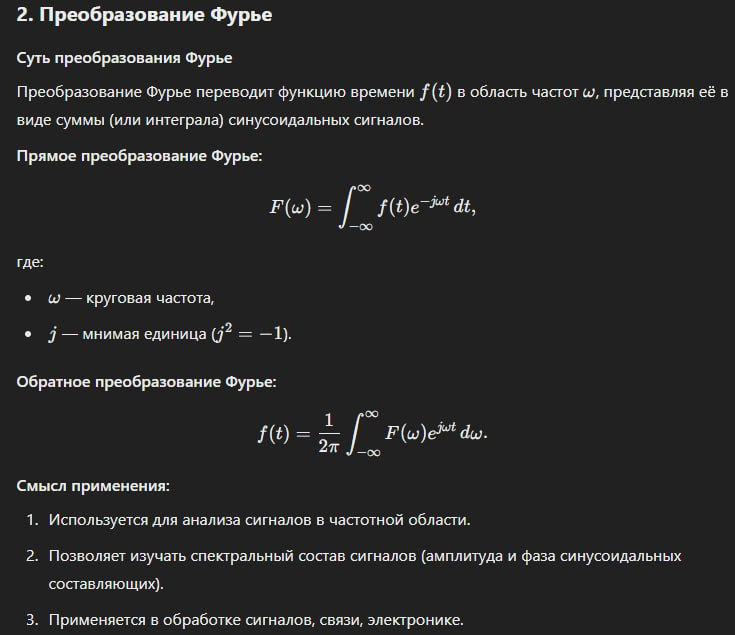 2. Преобразование Фурье
Суть преобразования Фурье
Преобразование Фурье переводит функцию времени f(t) в область частот ω, представляя её в
виде суммы (или интеграла) синусоидальных сигналов.
Прямое преобразование Фурье:
F(ω) = ∫_{-∞}^{∞} f(t)e^{-jωt} dt,
где:
• ω — круговая частота,
• j — мнимая единица (j² = −1).
Обратное преобразование Фурье:
f(t) = \frac{1}{2π} ∫_{-∞}^{∞} F(ω)e^{jωt} dω.
Смысл применения:
1. Используется для анализа сигналов в частотной области.
2. Позволяет изучать спектральный состав сигналов (амплитуда и фаза синусоидальных
составляющих).
3. Применяется в обработке сигналов, связи, электронике.